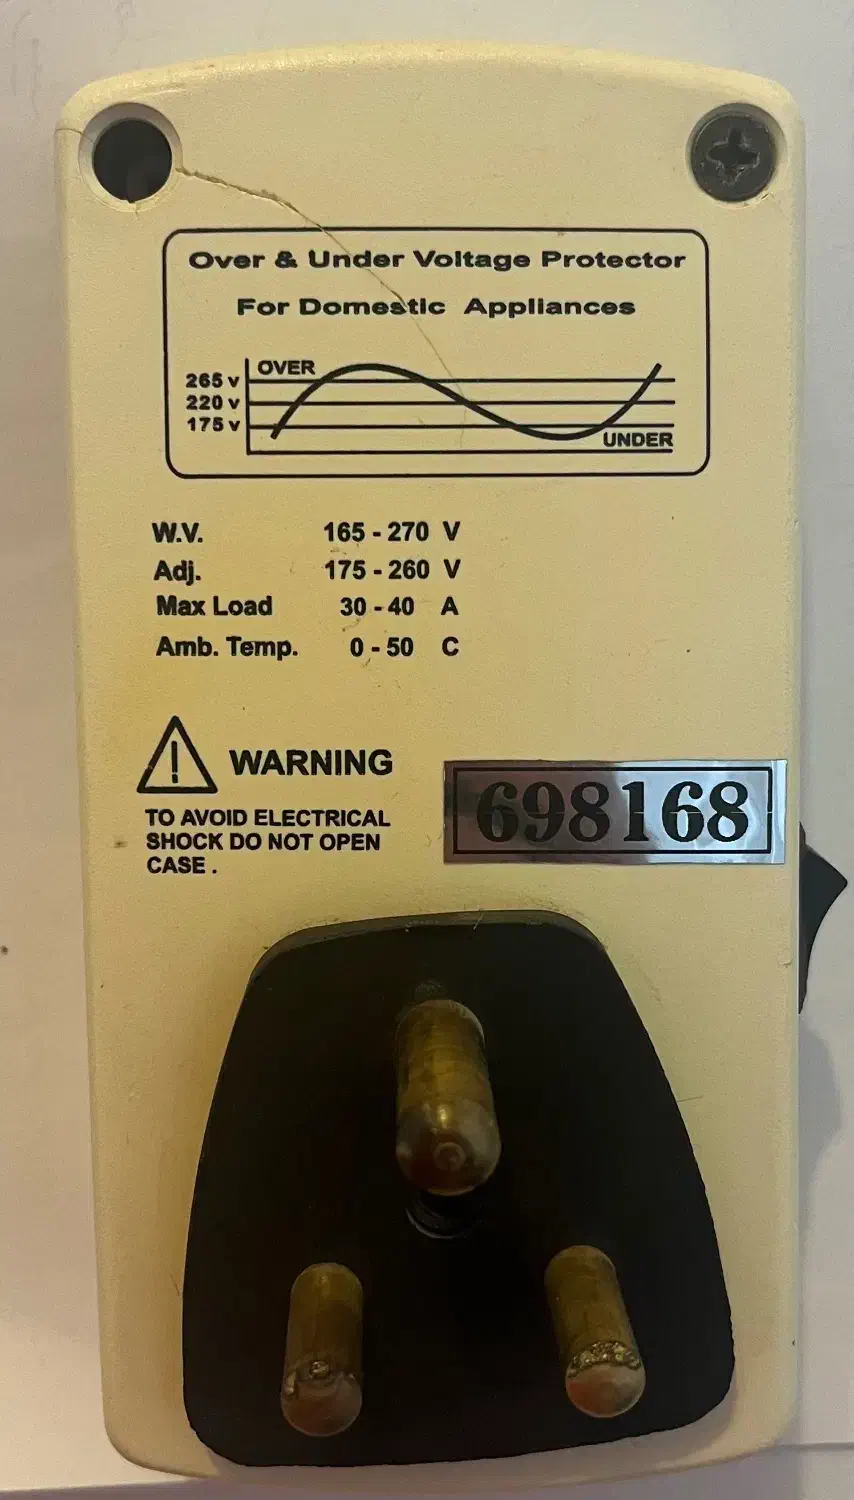 Over & Under Voltage Protector
For Domestic Appliances
OVER
265 v
220 v
175 v
UNDER
W.V. 165 - 270 V
Adj. 175 - 260 V
Max Load 30 - 40 A
Amb. Temp. 0 - 50 C
! WARNING
TO AVOID ELECTRICAL
SHOCK DO NOT OPEN
CASE .
698168